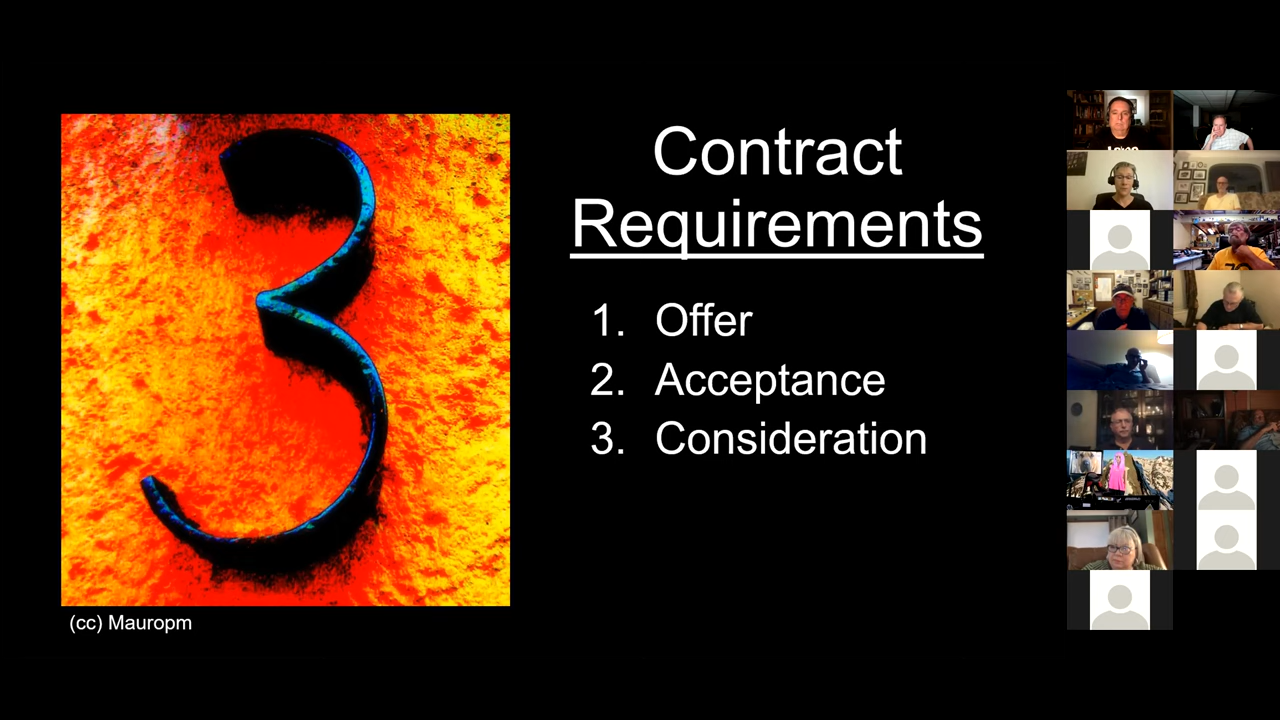 Contract
Requirements
1. Offer
2. Acceptance
3. Consideration
(cc) Mauropm